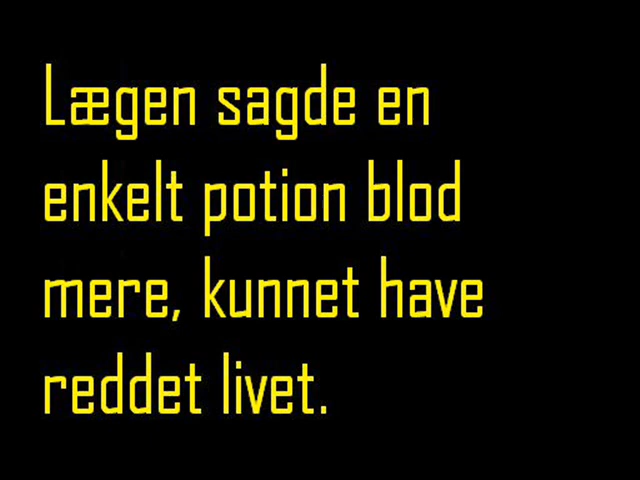 Lægen sagde en
enkelt potion blod
mere, kunnet have
reddet livet.